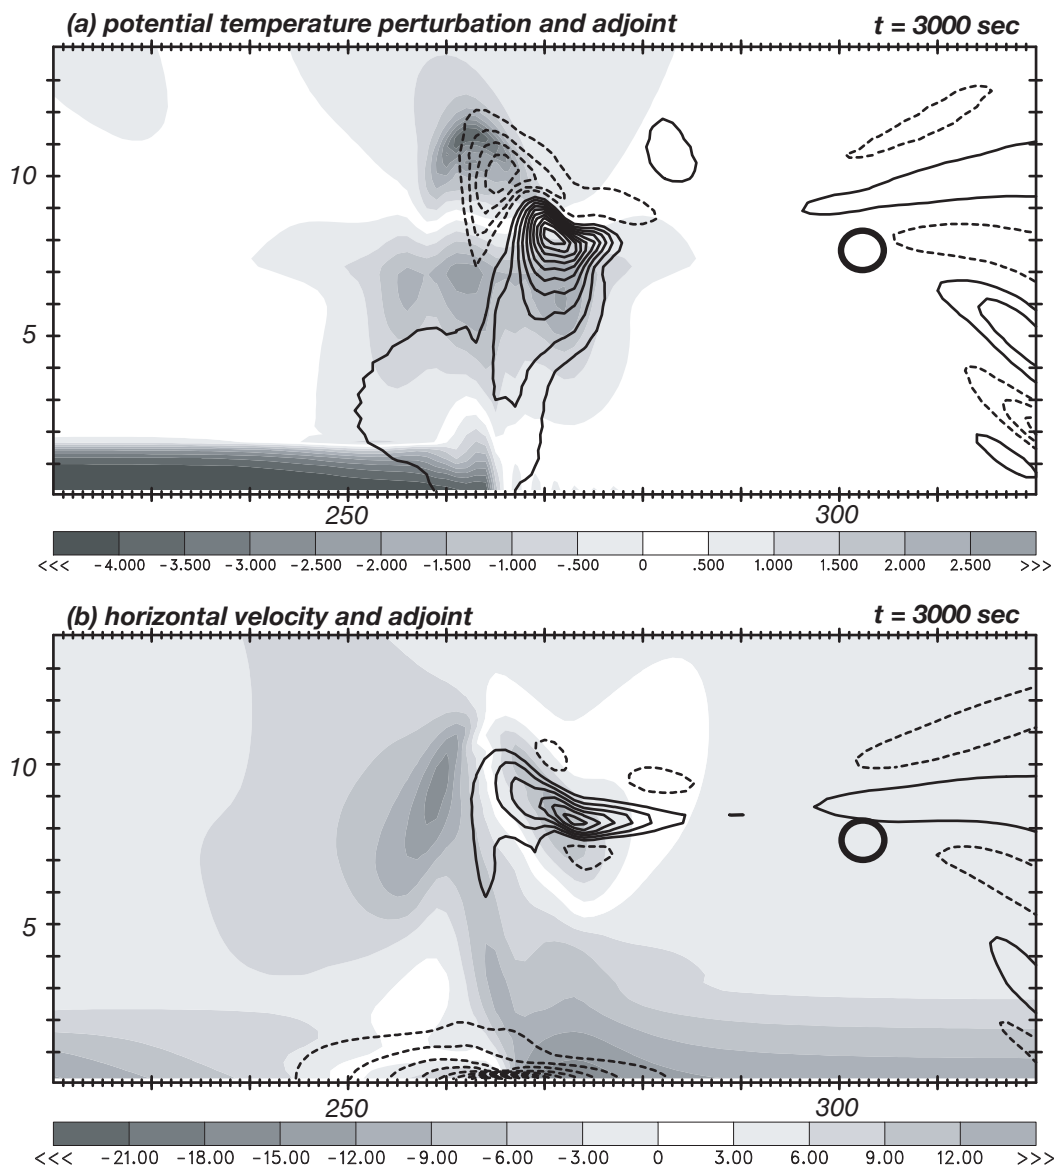 (a) potential temperature perturbation and adjoint t = 3000 sec
10
5
250 300
<<< -4.000 -3.500 -3.000 -2.500 -2.000 -1.500 -1.000 -.500 0 .500 1.000 1.500 2.000 2.500 >>>
(b) horizontal velocity and adjoint t = 3000 sec
10
5
250 300
<<< -21.00 -18.00 -15.00 -12.00 -9.00 -6.00 -3.00 0 3.00 6.00 9.00 12.00 >>>